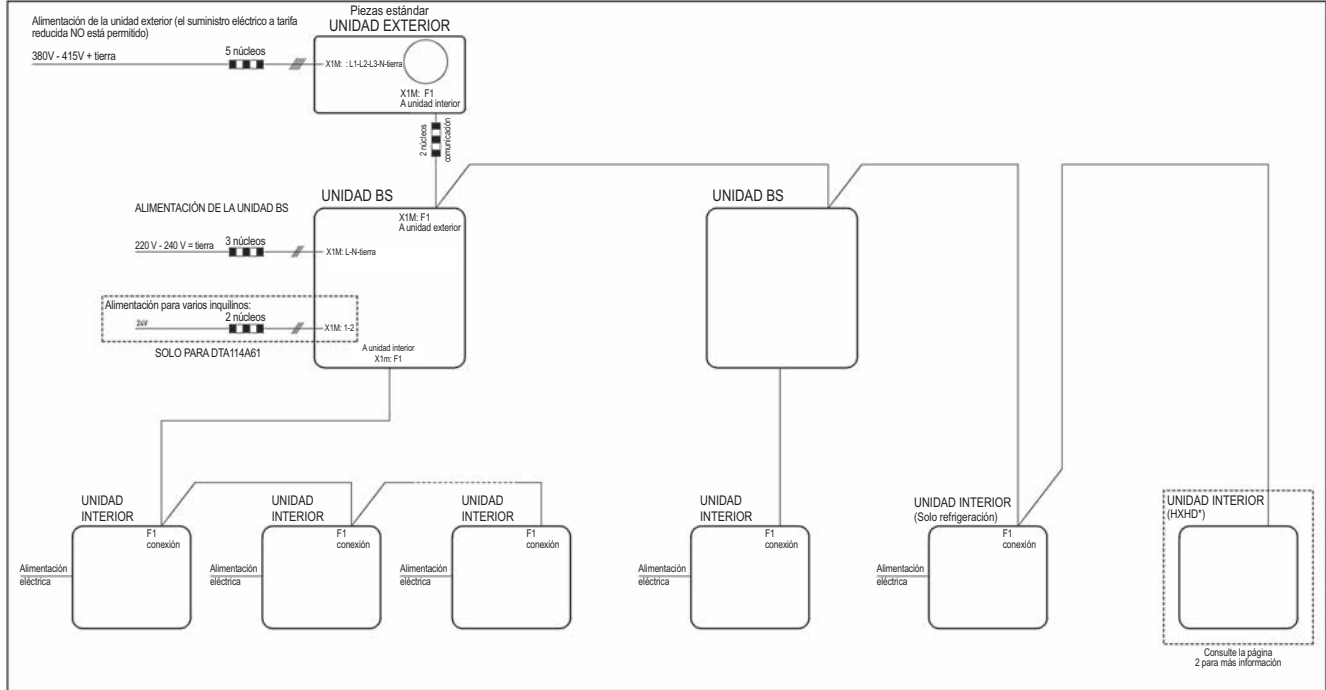 Alimentación de la unidad exterior (el suministro eléctrico a tarifa
reducida NO está permitido)
380V - 415V + tierra
5 núcleos
Piezas estándar
UNIDAD EXTERIOR
X1M: : L1-L2-L3-N-tierra
X1M: F1
A unidad interior
2 núcleos
comunicación
UNIDAD BS
ALIMENTACIÓN DE LA UNIDAD BS
X1M: F1
A unidad exterior
220 V - 240 V = tierra
3 núcleos
X1M: L-N-tierra
Alimentación para varios inquilinos:
24V
2 núcleos
X1M: 1-2
SOLO PARA DTA114A61
A unidad interior
X1m: F1
UNIDAD BS
UNIDAD
INTERIOR
F1
conexión
Alimentación
eléctrica
UNIDAD
INTERIOR
F1
conexión
Alimentación
eléctrica
UNIDAD
INTERIOR
F1
conexión
Alimentación
eléctrica
UNIDAD
INTERIOR
F1
conexión
Alimentación
eléctrica
UNIDAD INTERIOR
(Solo refrigeración)
F1
conexión
Alimentación
eléctrica
UNIDAD INTERIOR
(HXHD*)
Consulte la página
2 para más información